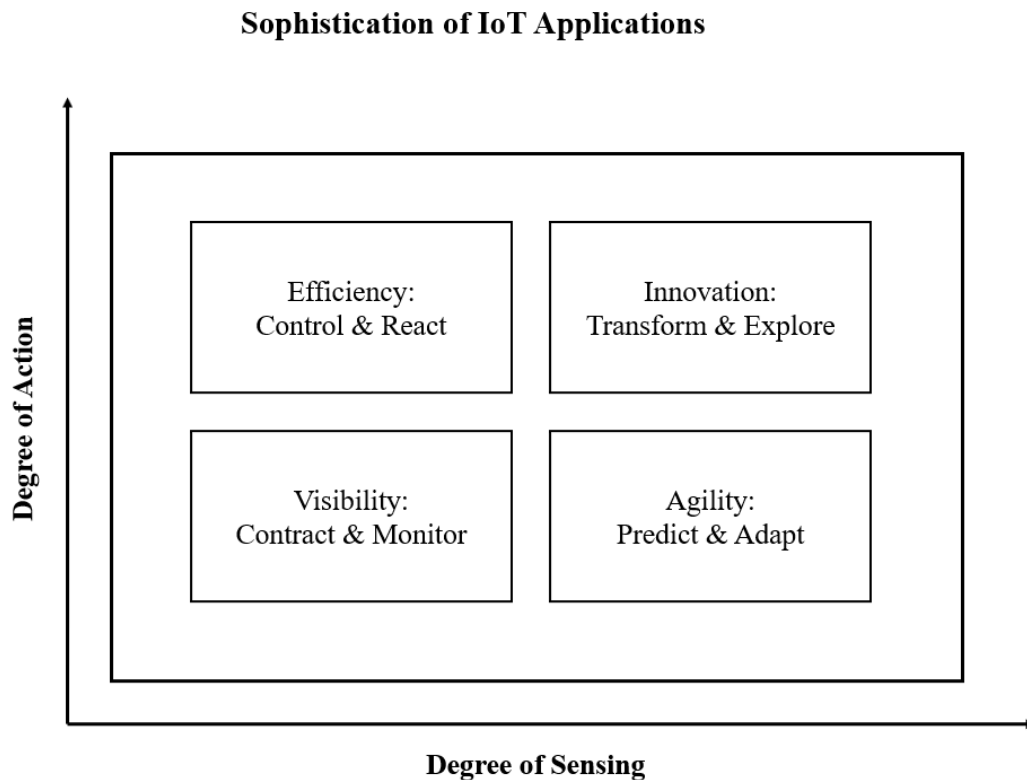 Sophistication of IoT Applications
Degree of Action
Efficiency:
Control & React
Innovation:
Transform & Explore
Visibility:
Contract & Monitor
Agility:
Predict & Adapt
Degree of Sensing